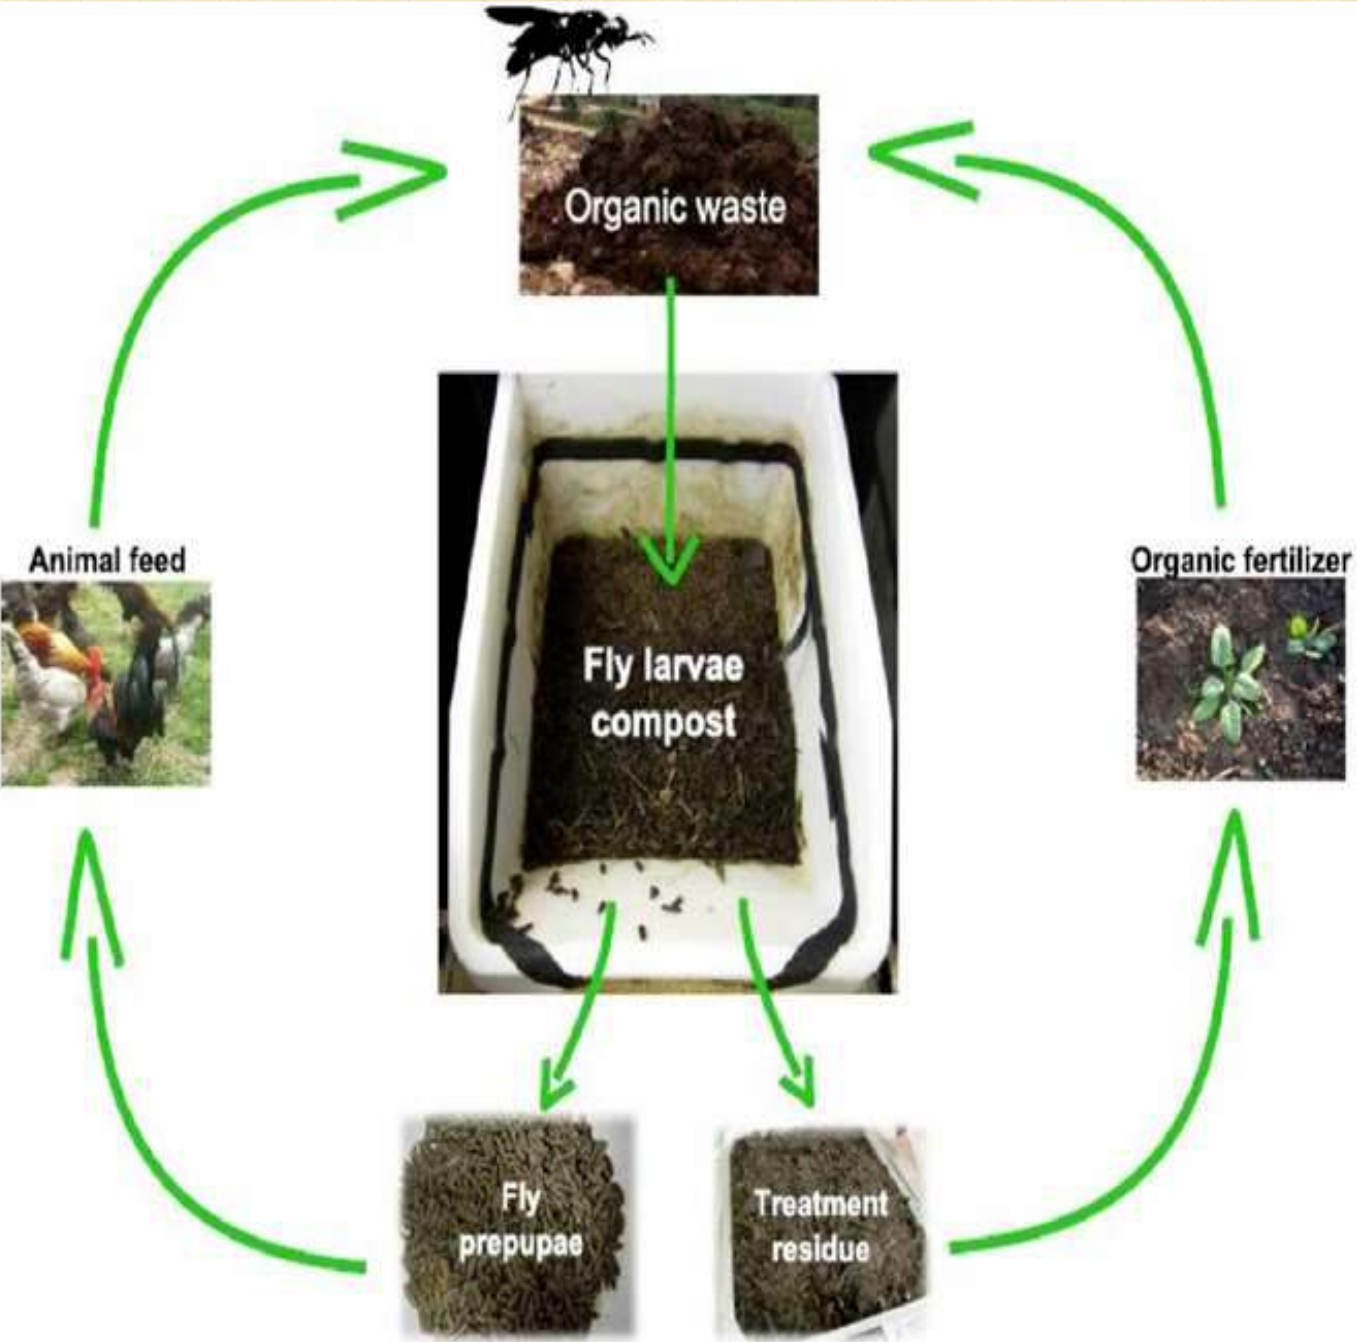 Organic waste
Animal feed
Organic fertilizer
Fly larvae
compost
Fly
prepupae
Treatment
residue